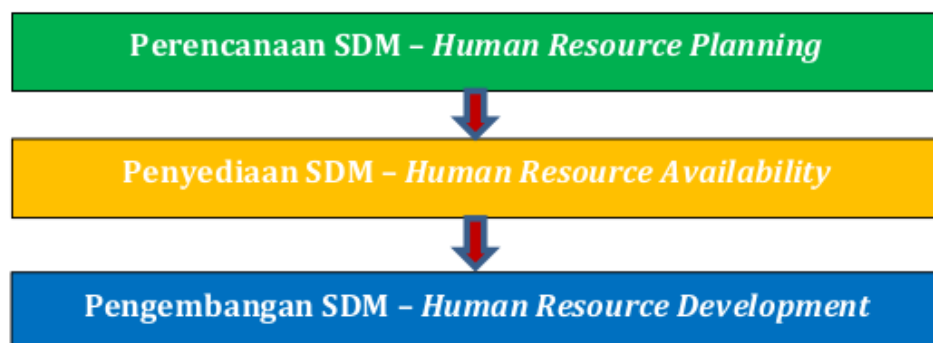 Perencanaan SDM – Human Resource Planning
Penyediaan SDM – Human Resource Availability
Pengembangan SDM – Human Resource Development